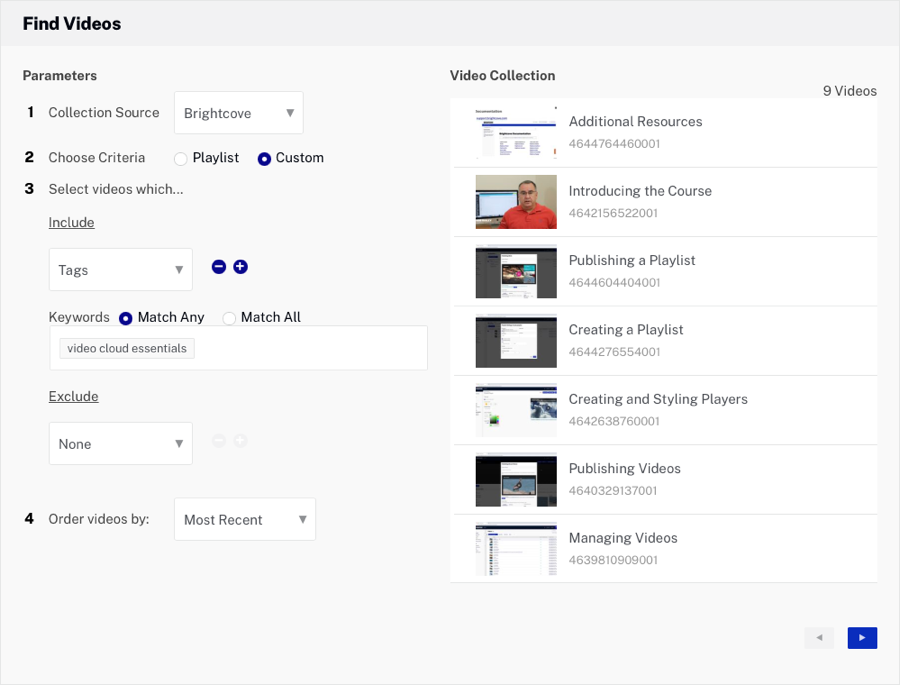 Find Videos
Parameters
1 Collection Source Brightcove
2 Choose Criteria Playlist Custom
3 Select videos which...
Include
Tags
Keywords Match Any Match All
video cloud essentials
Exclude
None
4 Order videos by: Most Recent
Video Collection
9 Videos
Additional Resources
4644764460001
Introducing the Course
4642156522001
Publishing a Playlist
4644604404001
Creating a Playlist
4644276554001
Creating and Styling Players
4642638760001
Publishing Videos
4640329137001
Managing Videos
4639810909001